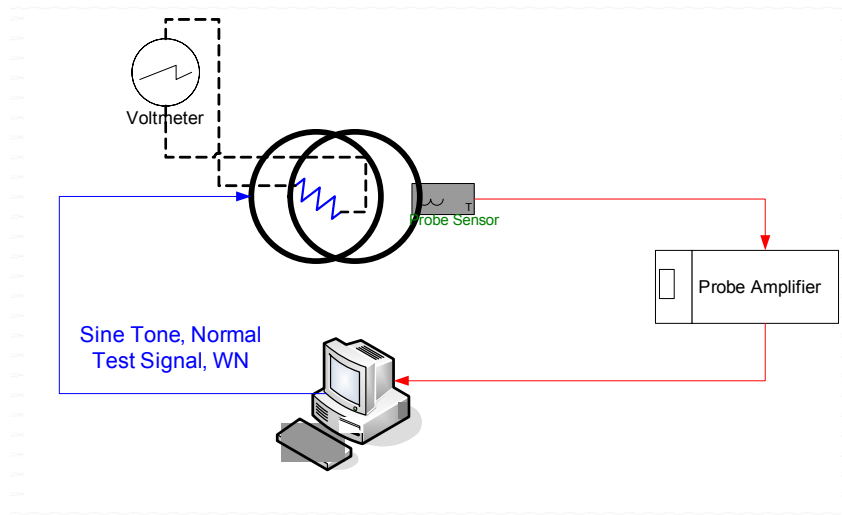 Voltmeter
T
Probe Sensor
Probe Amplifier
Sine Tone, Normal
Test Signal, WN